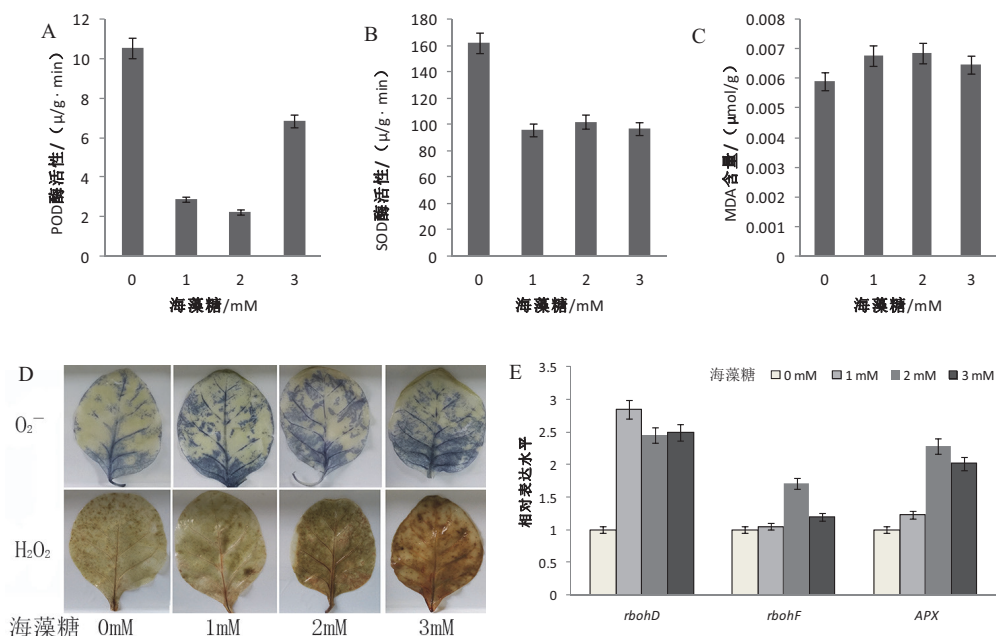 A
POD酶活性/（μ/g· min）
12
10
8
6
4
2
0
0 1 2 3
海藻糖/mM
B
SOD酶活性/（μ/g· min）
180
160
140
120
100
80
60
40
20
0
0 1 2 3
海藻糖/mM
C
MDA含量/（μmol/g）
0.008
0.007
0.006
0.005
0.004
0.003
0.002
0.001
0
0 1 2 3
海藻糖/mM
D
O₂⁻
H₂O₂
海藻糖 0mM 1mM 2mM 3mM
E
海藻糖 0 mM 1 mM 2 mM 3 mM
相对表达水平
3.5
3
2.5
2
1.5
1
0.5
0
rbohD rbohF APX